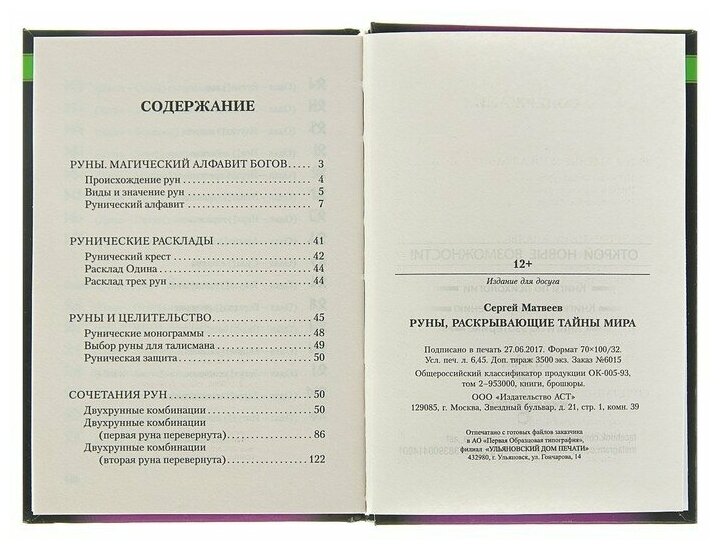 СОДЕРЖАНИЕ
РУНЫ. МАГИЧЕСКИЙ АЛФАВИТ БОГОВ ..... 3
Происхождение рун ..... 4
Виды и значение рун ..... 5
Рунический алфавит ..... 7
РУНИЧЕСКИЕ РАСКЛАДЫ ..... 41
Рунический крест ..... 42
Расклад Одина ..... 44
Расклад трех рун ..... 44
РУНЫ И ЦЕЛИТЕЛЬСТВО ..... 45
Рунические монограммы ..... 48
Выбор руны для талисмана ..... 49
Руническая защита ..... 50
СОЧЕТАНИЯ РУН ..... 50
Двухрунные комбинации ..... 50
Двухрунные комбинации
(первая руна перевернута) ..... 86
Двухрунные комбинации
(вторая руна перевернута) ..... 122
12+
Издание для досуга
Сергей Матвеев
РУНЫ, РАСКРЫВАЮЩИЕ ТАЙНЫ МИРА
Подписано в печать 27.06.2017. Формат 70×100/32.
Усл. печ. л. 6,45. Доп. тираж 3500 экз. Заказ №6015
Общероссийский классификатор продукции ОК-005-93,
том 2–953000, книги, брошюры.
ООО «Издательство АСТ»
129085, г. Москва, Звездный бульвар, д. 21, стр. 1, комн. 39
Отпечатано с готовых файлов заказчика
в АО «Первая Образцовая типография»,
филиал «УЛЬЯНОВСКИЙ ДОМ ПЕЧАТИ»
432980, г. Ульяновск, ул. Гончарова, 14